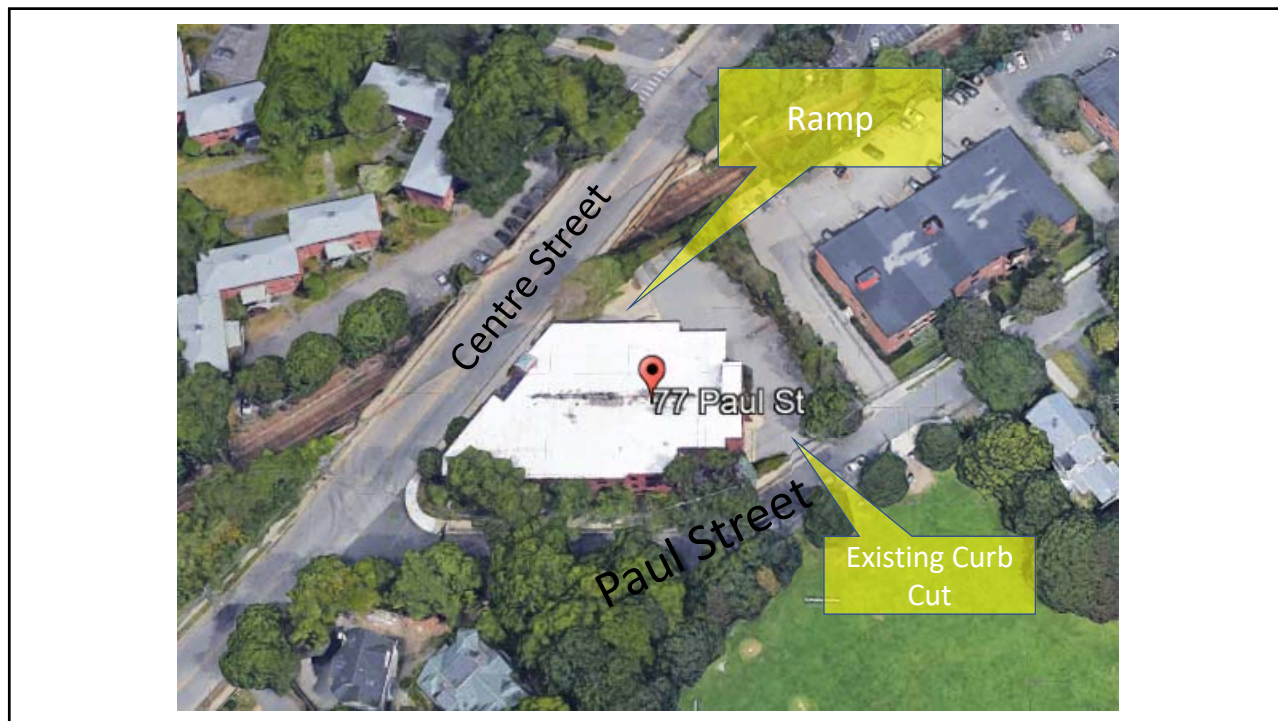 Ramp
Centre Street
77 Paul St
Paul Street
Existing Curb
Cut